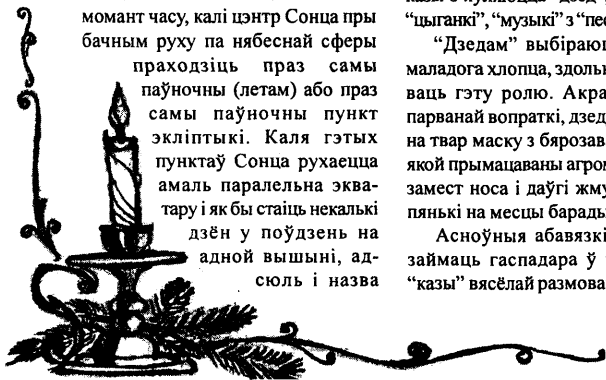 момант часу, калі цэнтр Сонца пры
бачным руху па нябеснай сферы
праходзіць праз самы
паўночны (летам) або праз
самы паўночны пункт
экліптыкі. Каля гэтых
пунктаў Сонца рухаецца
амаль паралельна эква-
тару і як бы стаіць некалькі
дзён у поўдзень на
адной вышыні, ад-
сюль і назва
“цыганкі”, “музыкі” з “пес
“Дзедам” выбіраюц
маладога хлопца, здольн
ваць гэту ролю. Акра
парванай вопраткі, дзед
на твар маску з бярозав
якой прымацаваны агром
замест носа і даўгі жму
пянькі на месцы барады
Асноўныя абавязкі
займаць гаспадара ў
“казы” вясёлай размова